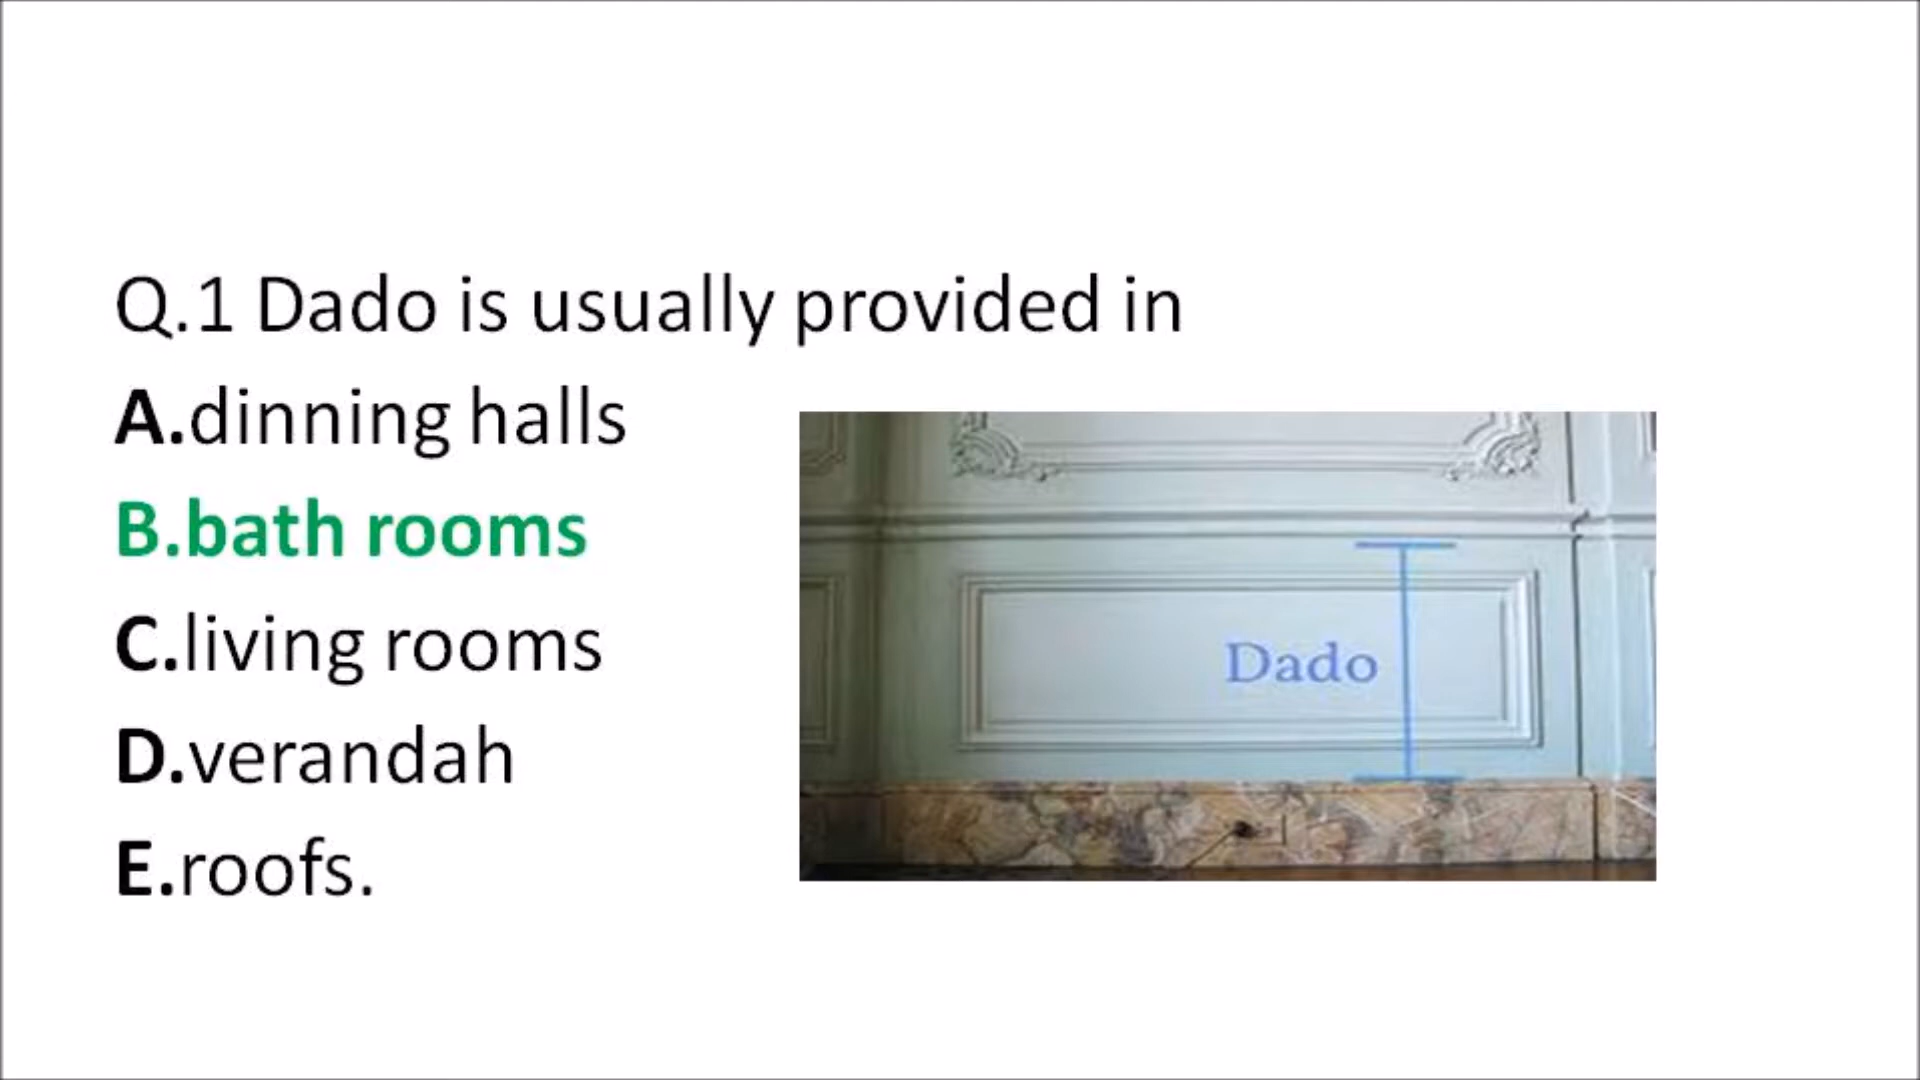 Q.1 Dado is usually provided in
A.dinning halls
B.bath rooms
C.living rooms
D.verandah
E.roofs.
Dado